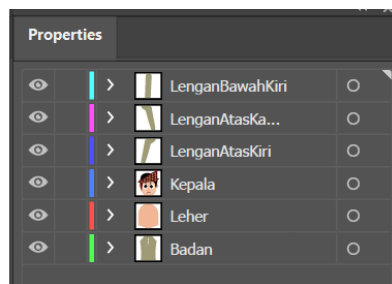 Properties
LenganBawahKiri
LenganAtasKa...
LenganAtasKiri
Kepala
Leher
Badan